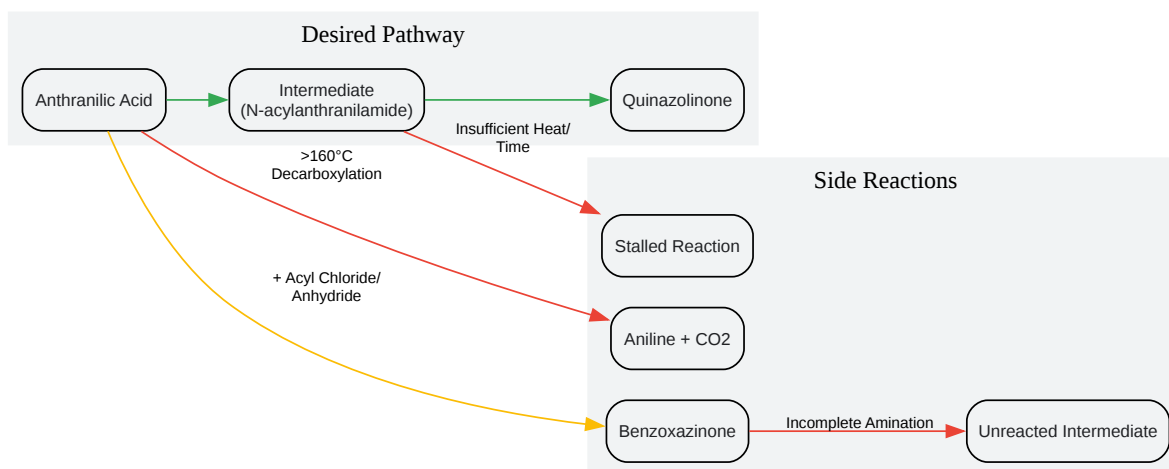 Desired Pathway
Anthranilic Acid
Intermediate
(N-acylanthranilamide)
Quinazolinone
Insufficient Heat/
Time
>160°C
Decarboxylation
Side Reactions
Stalled Reaction
+ Acyl Chloride/
Anhydride
Aniline + CO2
Benzoxazinone
Incomplete Amination
Unreacted Intermediate